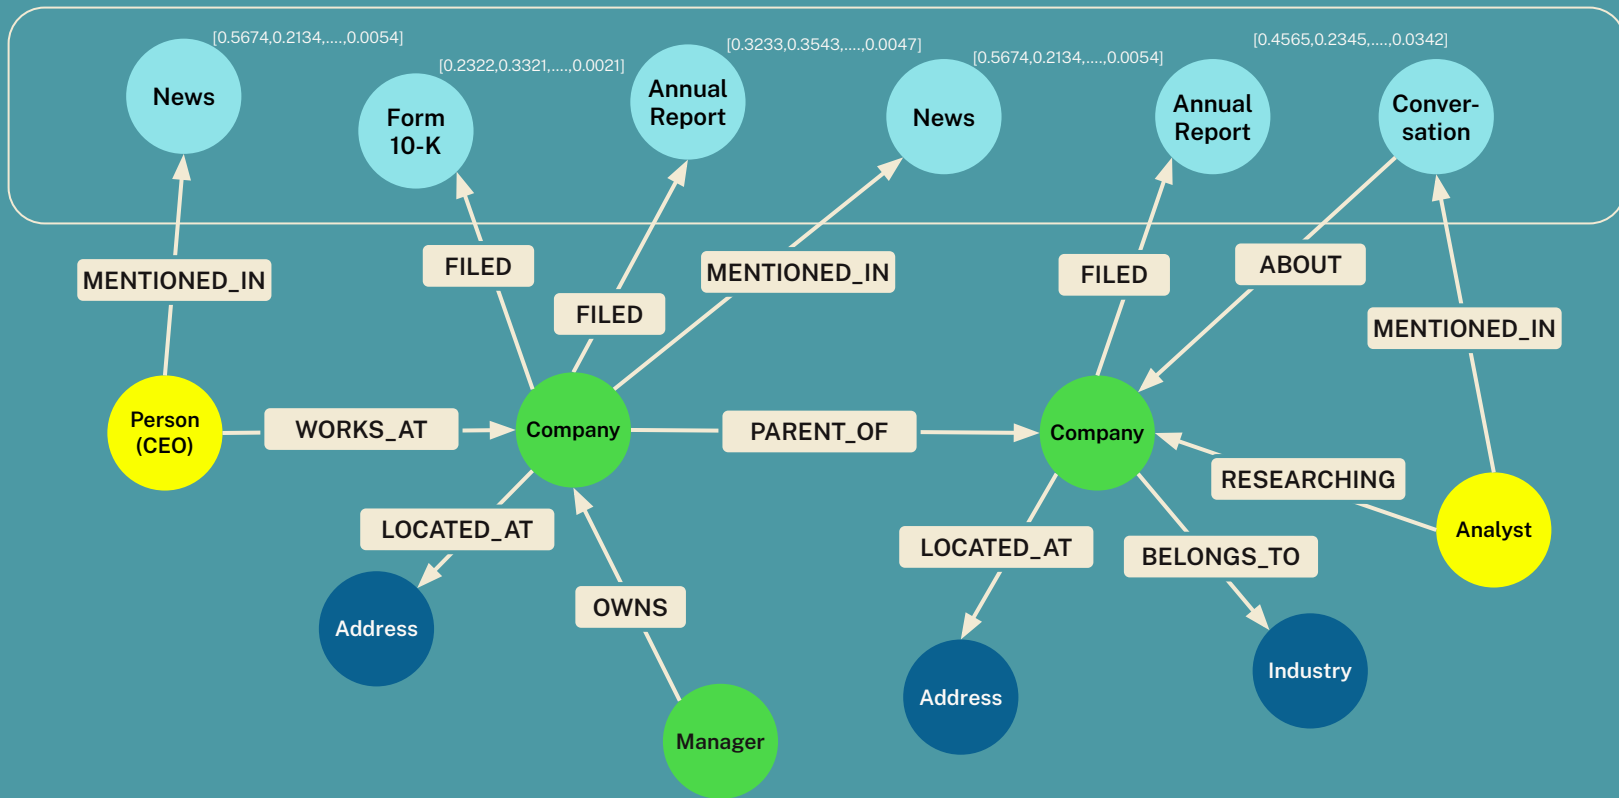 [0.5674,0.2134,....,0.0054]
[0.2322,0.3321,....,0.0021]
[0.3233,0.3543,....,0.0047]
[0.5674,0.2134,....,0.0054]
[0.4565,0.2345,....,0.0342]
News
Form
10-K
Annual
Report
News
Annual
Report
Conver-
sation
MENTIONED_IN
FILED
FILED
MENTIONED_IN
FILED
ABOUT
MENTIONED_IN
Person
(CEO)
WORKS_AT
Company
PARENT_OF
Company
RESEARCHING
Analyst
LOCATED_AT
OWNS
LOCATED_AT
BELONGS_TO
Address
Manager
Address
Industry